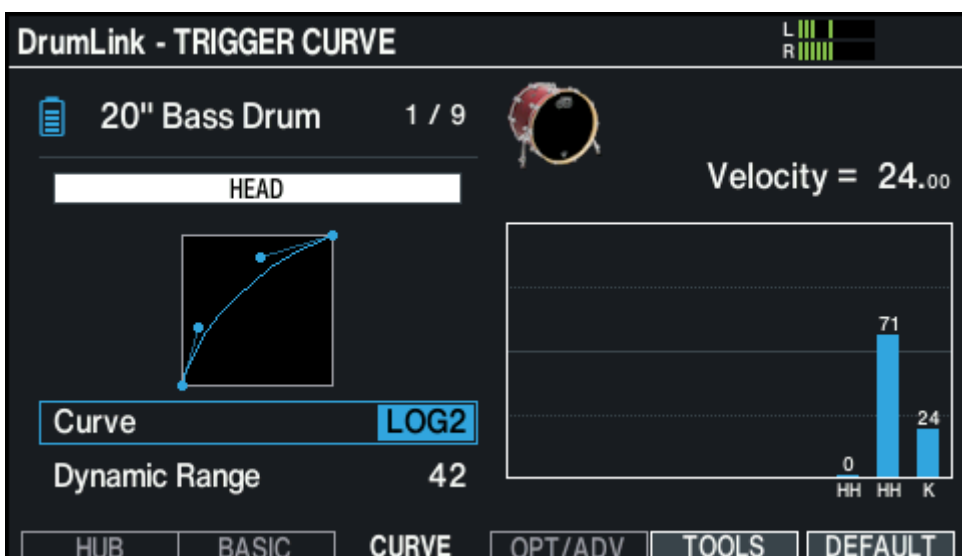 DrumLink - TRIGGER CURVE
L
R
20" Bass Drum 1 / 9
Velocity = 24.00
HEAD
71
24
0
HH HH K
Curve LOG2
Dynamic Range 42
HUB BASIC CURVE OPT/ADV TOOLS DEFAULT